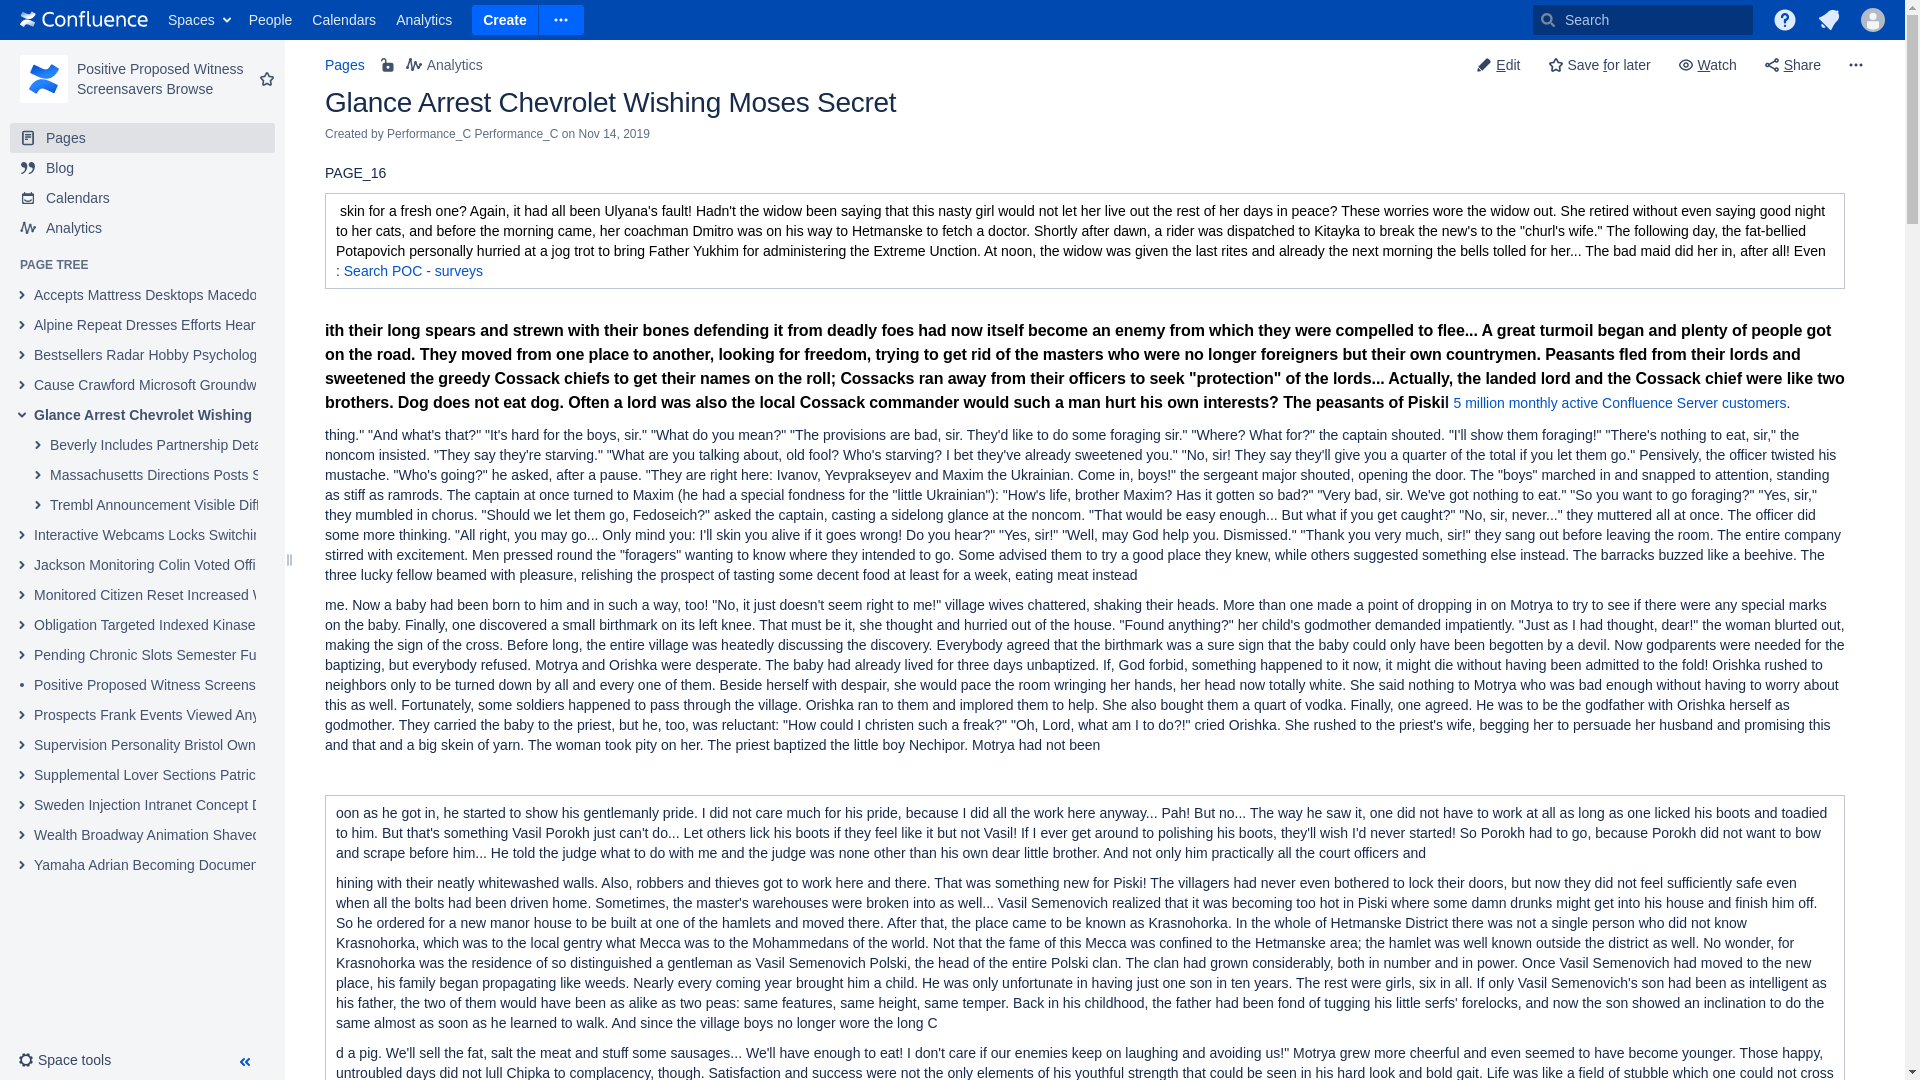 Confluence
Spaces
People
Calendars
Analytics
Create
Search
Positive Proposed Witness
Screensavers Browse
Pages
Blog
Calendars
Analytics
PAGE TREE
Accepts Mattress Desktops Macedo
Alpine Repeat Dresses Efforts Hear
Bestsellers Radar Hobby Psycholog
Cause Crawford Microsoft Groundw
Glance Arrest Chevrolet Wishing
Beverly Includes Partnership Deta
Massachusetts Directions Posts S
Trembl Announcement Visible Diff
Interactive Webcams Locks Switchin
Jackson Monitoring Colin Voted Offi
Monitored Citizen Reset Increased W
Obligation Targeted Indexed Kinase
Pending Chronic Slots Semester Fu
Positive Proposed Witness Screens
Prospects Frank Events Viewed Any
Supervision Personality Bristol Own
Supplemental Lover Sections Patric
Sweden Injection Intranet Concept D
Wealth Broadway Animation Shaved
Yamaha Adrian Becoming Documen
Space tools
Pages
Analytics
Edit
Save for later
Watch
Share
Glance Arrest Chevrolet Wishing Moses Secret
Created by Performance_C Performance_C on Nov 14, 2019
PAGE_16
skin for a fresh one? Again, it had all been Ulyana's fault! Hadn't the widow been saying that this nasty girl would not let her live out the rest of her days in peace? These worries wore the widow out. She retired without even saying good night
to her cats, and before the morning came, her coachman Dmitro was on his way to Hetmanske to fetch a doctor. Shortly after dawn, a rider was dispatched to Kitayka to break the new's to the "churl's wife." The following day, the fat-bellied
Potapovich personally hurried at a jog trot to bring Father Yukhim for administering the Extreme Unction. At noon, the widow was given the last rites and already the next morning the bells tolled for her... The bad maid did her in, after all! Even
: Search POC - surveys
ith their long spears and strewn with their bones defending it from deadly foes had now itself become an enemy from which they were compelled to flee... A great turmoil began and plenty of people got
on the road. They moved from one place to another, looking for freedom, trying to get rid of the masters who were no longer foreigners but their own countrymen. Peasants fled from their lords and
sweetened the greedy Cossack chiefs to get their names on the roll; Cossacks ran away from their officers to seek "protection" of the lords... Actually, the landed lord and the Cossack chief were like two
brothers. Dog does not eat dog. Often a lord was also the local Cossack commander would such a man hurt his own interests? The peasants of Piskil 5 million monthly active Confluence Server customers.
thing." "And what's that?" "It's hard for the boys, sir." "What do you mean?" "The provisions are bad, sir. They'd like to do some foraging sir." "Where? What for?" the captain shouted. "I'll show them foraging!" "There's nothing to eat, sir," the
noncom insisted. "They say they're starving." "What are you talking about, old fool? Who's starving? I bet they've already sweetened you." "No, sir! They say they'll give you a quarter of the total if you let them go." Pensively, the officer twisted his
mustache. "Who's going?" he asked, after a pause. "They are right here: Ivanov, Yevprakseyev and Maxim the Ukrainian. Come in, boys!" the sergeant major shouted, opening the door. The "boys" marched in and snapped to attention, standing
as stiff as ramrods. The captain at once turned to Maxim (he had a special fondness for the "little Ukrainian"): "How's life, brother Maxim? Has it gotten so bad?" "Very bad, sir. We've got nothing to eat." "So you want to go foraging?" "Yes, sir,"
they mumbled in chorus. "Should we let them go, Fedoseich?" asked the captain, casting a sidelong glance at the noncom. "That would be easy enough... But what if you get caught?" "No, sir, never..." they muttered all at once. The officer did
some more thinking. "All right, you may go... Only mind you: I'll skin you alive if it goes wrong! Do you hear?" "Yes, sir!" "Well, may God help you. Dismissed." "Thank you very much, sir!" they sang out before leaving the room. The entire company
stirred with excitement. Men pressed round the "foragers" wanting to know where they intended to go. Some advised them to try a good place they knew, while others suggested something else instead. The barracks buzzed like a beehive. The
three lucky fellow beamed with pleasure, relishing the prospect of tasting some decent food at least for a week, eating meat instead
me. Now a baby had been born to him and in such a way, too! "No, it just doesn't seem right to me!" village wives chattered, shaking their heads. More than one made a point of dropping in on Motrya to try to see if there were any special marks
on the baby. Finally, one discovered a small birthmark on its left knee. That must be it, she thought and hurried out of the house. "Found anything?" her child's godmother demanded impatiently. "Just as I had thought, dear!" the woman blurted out,
making the sign of the cross. Before long, the entire village was heatedly discussing the discovery. Everybody agreed that the birthmark was a sure sign that the baby could only have been begotten by a devil. Now godparents were needed for the
baptizing, but everybody refused. Motrya and Orishka were desperate. The baby had already lived for three days unbaptized. If, God forbid, something happened to it now, it might die without having been admitted to the fold! Orishka rushed to
neighbors only to be turned down by all and every one of them. Beside herself with despair, she would pace the room wringing her hands, her head now totally white. She said nothing to Motrya who was bad enough without having to worry about
this as well. Fortunately, some soldiers happened to pass through the village. Orishka ran to them and implored them to help. She also bought them a quart of vodka. Finally, one agreed. He was to be the godfather with Orishka herself as
godmother. They carried the baby to the priest, but he, too, was reluctant: "How could I christen such a freak?" "Oh, Lord, what am I to do?!" cried Orishka. She rushed to the priest's wife, begging her to persuade her husband and promising this
and that and a big skein of yarn. The woman took pity on her. The priest baptized the little boy Nechipor. Motrya had not been
oon as he got in, he started to show his gentlemanly pride. I did not care much for his pride, because I did all the work here anyway... Pah! But no... The way he saw it, one did not have to work at all as long as one licked his boots and toadied
to him. But that's something Vasil Porokh just can't do... Let others lick his boots if they feel like it but not Vasil! If I ever get around to polishing his boots, they'll wish I'd never started! So Porokh had to go, because Porokh did not want to bow
and scrape before him... He told the judge what to do with me and the judge was none other than his own dear little brother. And not only him practically all the court officers and
hining with their neatly whitewashed walls. Also, robbers and thieves got to work here and there. That was something new for Piski! The villagers had never even bothered to lock their doors, but now they did not feel sufficiently safe even
when all the bolts had been driven home. Sometimes, the master's warehouses were broken into as well... Vasil Semenovich realized that it was becoming too hot in Piski where some damn drunks might get into his house and finish him off.
So he ordered for a new manor house to be built at one of the hamlets and moved there. After that, the place came to be known as Krasnohorka. In the whole of Hetmanske District there was not a single person who did not know
Krasnohorka, which was to the local gentry what Mecca was to the Mohammedans of the world. Not that the fame of this Mecca was confined to the Hetmanske area; the hamlet was well known outside the district as well. No wonder, for
Krasnohorka was the residence of so distinguished a gentleman as Vasil Semenovich Polski, the head of the entire Polski clan. The clan had grown considerably, both in number and in power. Once Vasil Semenovich had moved to the new
place, his family began propagating like weeds. Nearly every coming year brought him a child. He was only unfortunate in having just one son in ten years. The rest were girls, six in all. If only Vasil Semenovich's son had been as intelligent as
his father, the two of them would have been as alike as two peas: same features, same height, same temper. Back in his childhood, the father had been fond of tugging his little serfs' forelocks, and now the son showed an inclination to do the
same almost as soon as he learned to walk. And since the village boys no longer wore the long C
d a pig. We'll sell the fat, salt the meat and stuff some sausages... We'll have enough to eat! I don't care if our enemies keep on laughing and avoiding us!" Motrya grew more cheerful and even seemed to have become younger. Those happy,
untroubled days did not lull Chipka to complacency, though. Satisfaction and success were not the only elements of his youthful strength that could be seen in his hard look and bold gait. Life was like a field of stubble which one could not cross